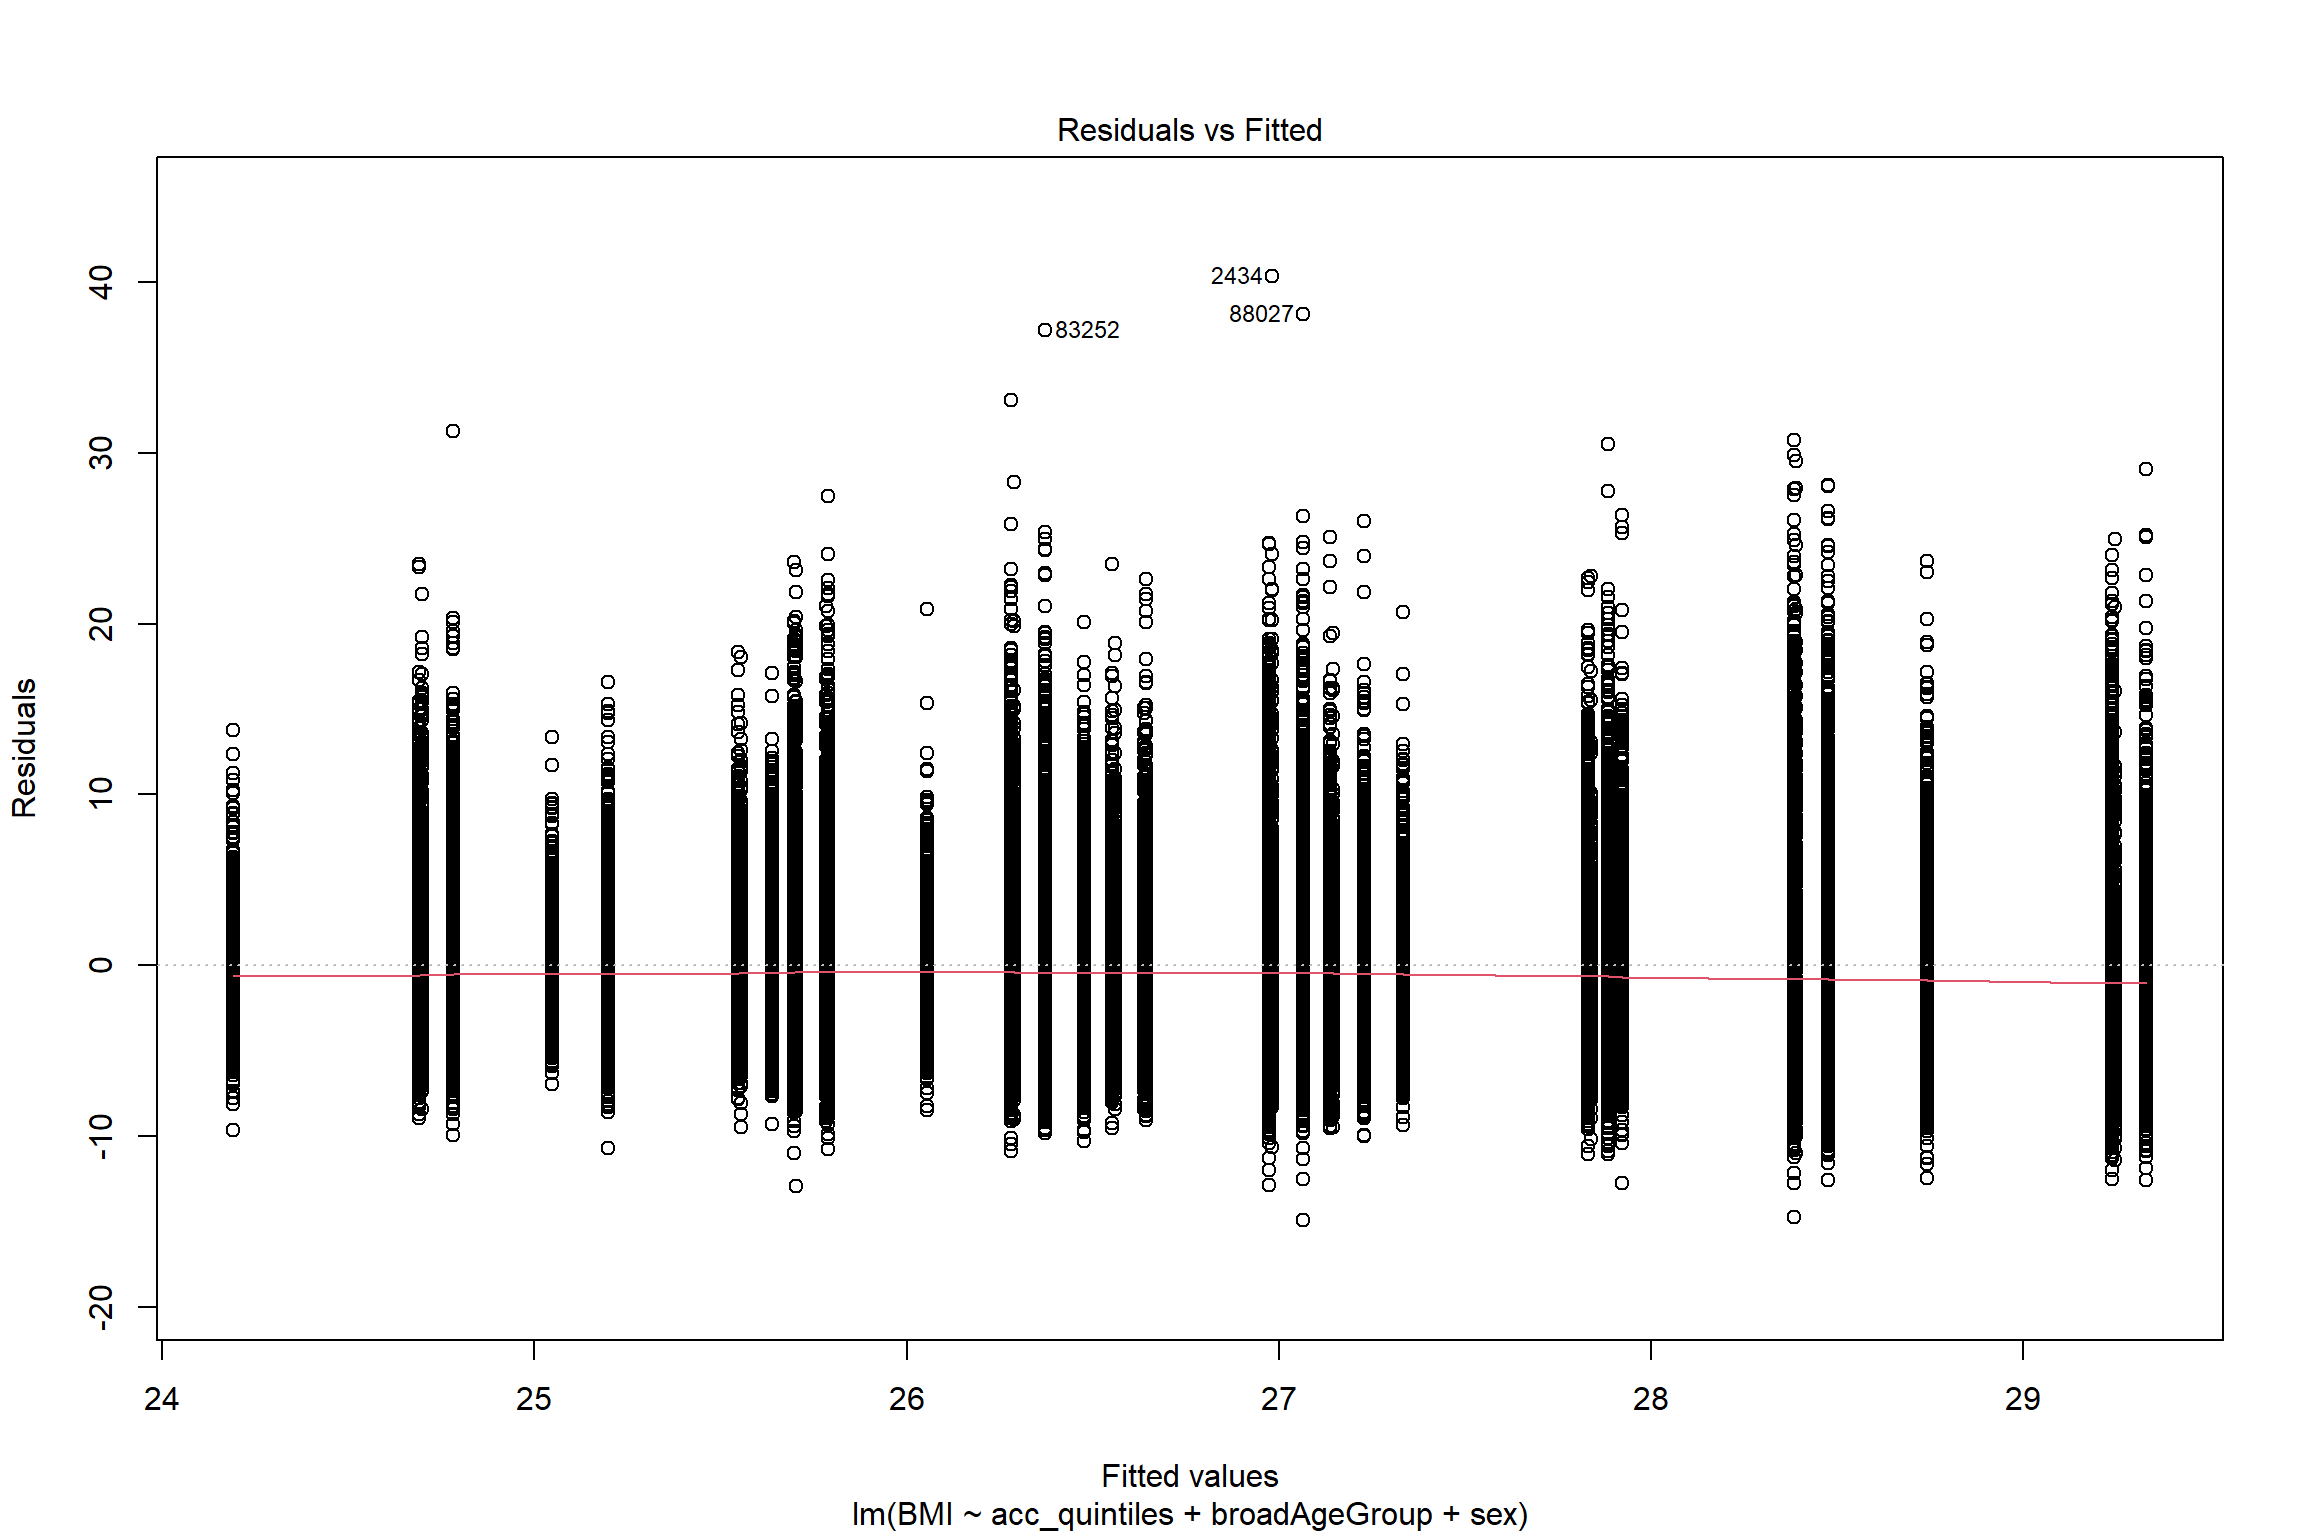 Residuals vs Fitted
Residuals
40
30
20
10
0
-10
-20
2434
88027
83252
24 25 26 27 28 29
Fitted values
lm(BMI ~ acc_quintiles + broadAgeGroup + sex)